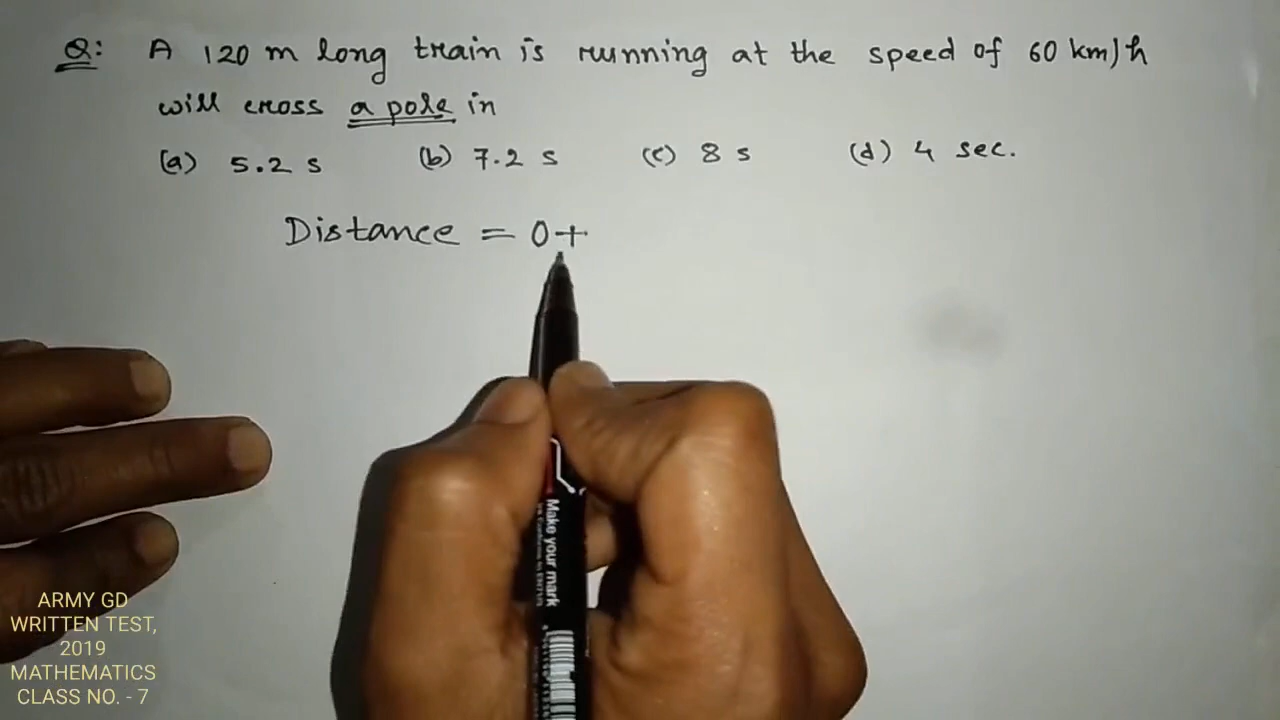 Q: A 120 m long train is running at the speed of 60 km/h
will cross a pole in
(a) 5.2 s (b) 7.2 s (c) 8 s (d) 4 sec.
Distance = 0+
Make your mark
ARMY GD
WRITTEN TEST,
2019
MATHEMATICS
CLASS NO. - 7